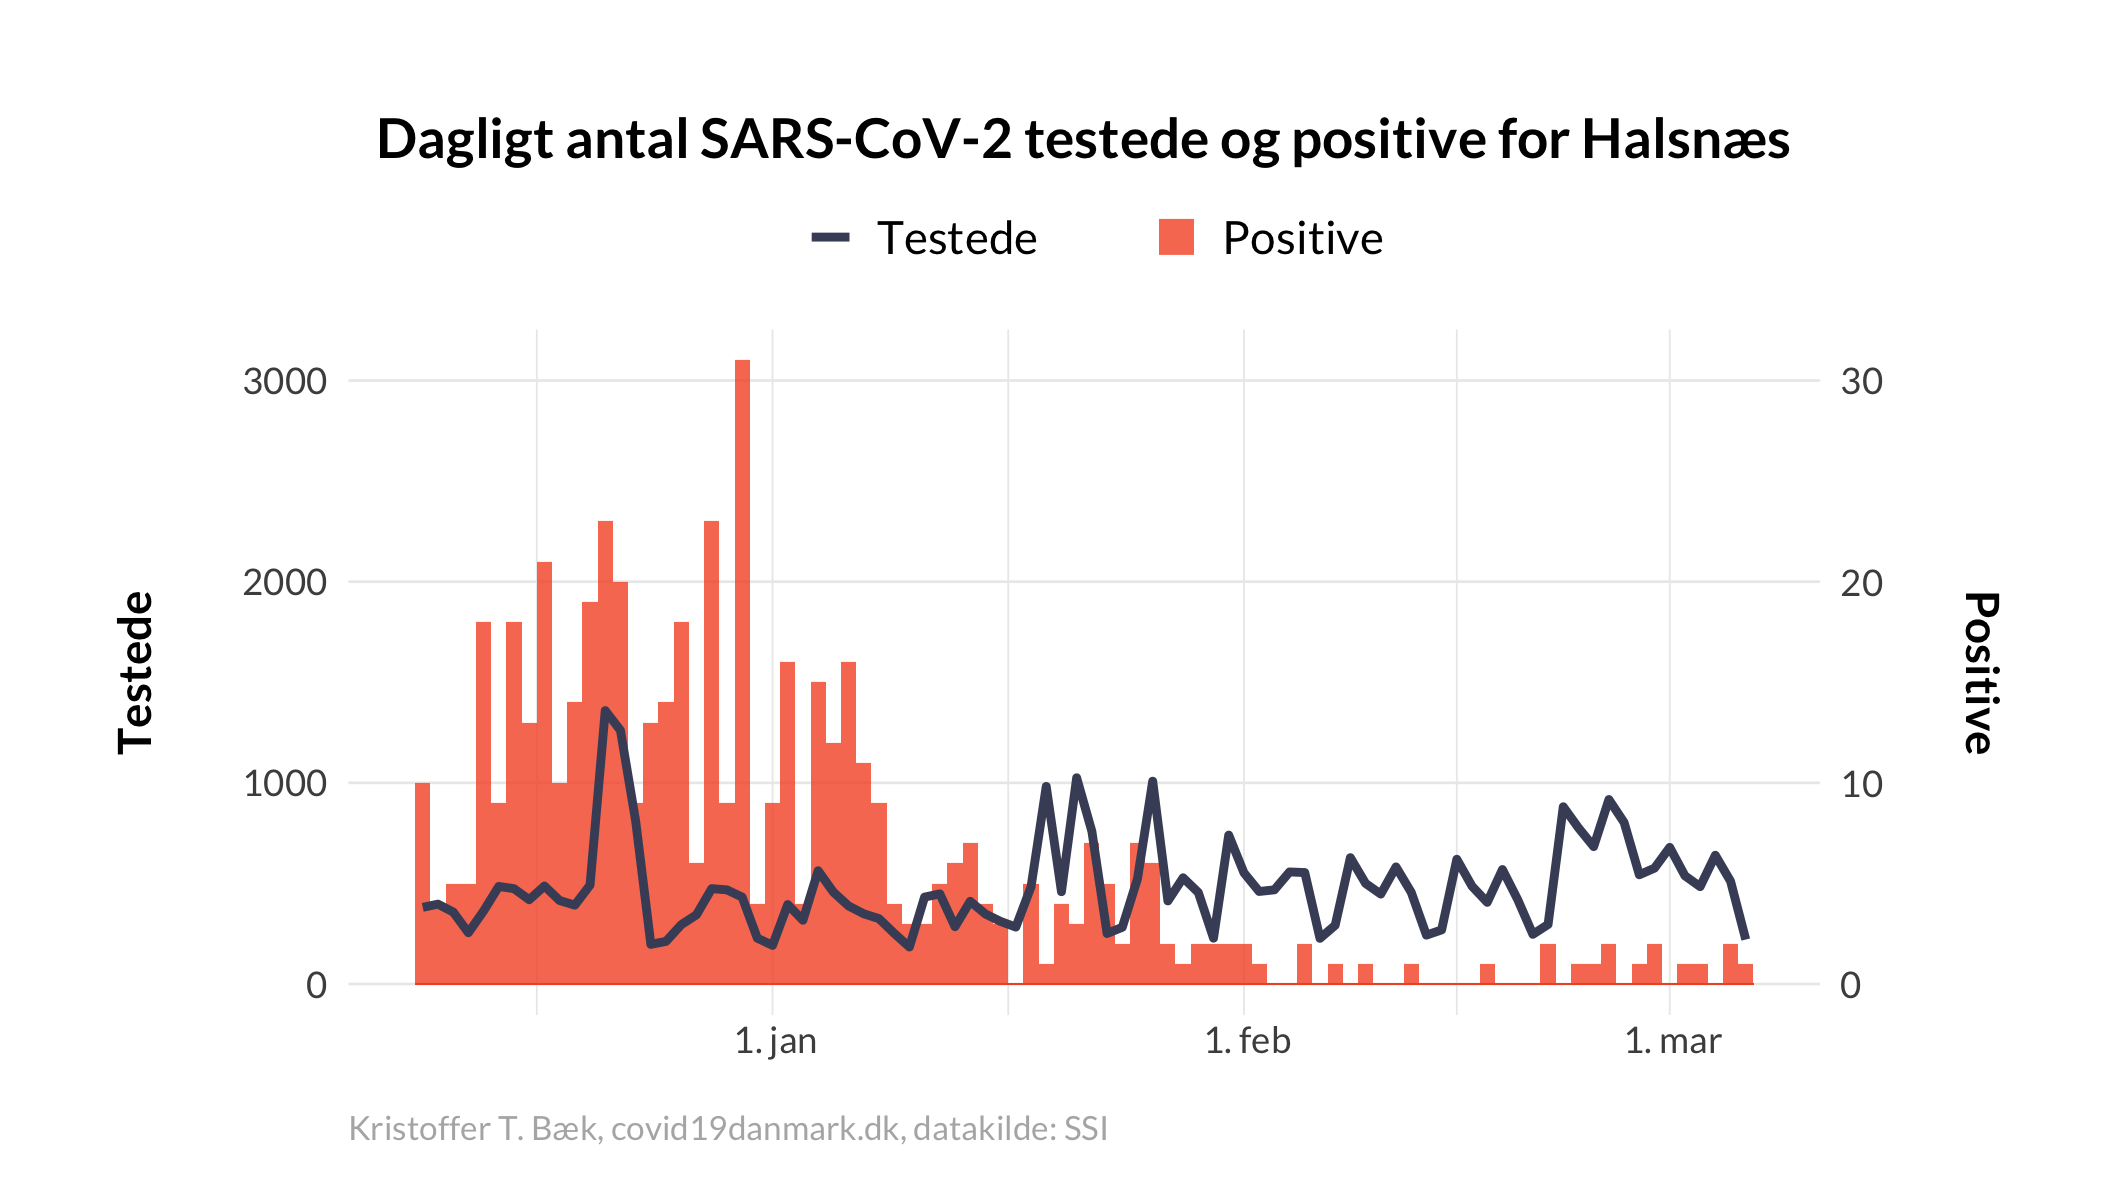 Dagligt antal SARS-CoV-2 testede og positive for Halsnæs
Testede
Positive
3000
2000
1000
0
30
20
10
0
Testede
Positive
1. jan
1. feb
1. mar
Kristoffer T. Bæk, covid19danmark.dk, datakilde: SSI